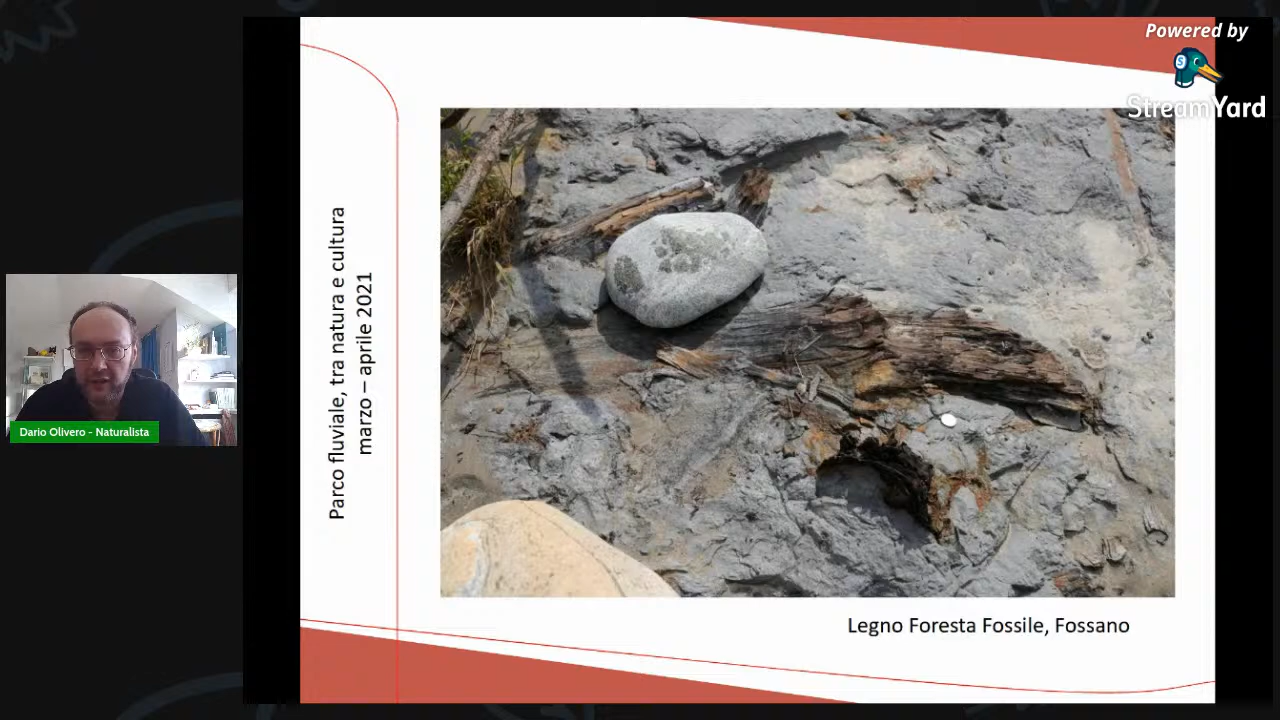 Powered by
StreamYard
Parco fluviale, tra natura e cultura
marzo – aprile 2021
Dario Olivero - Naturalista
Legno Foresta Fossile, Fossano